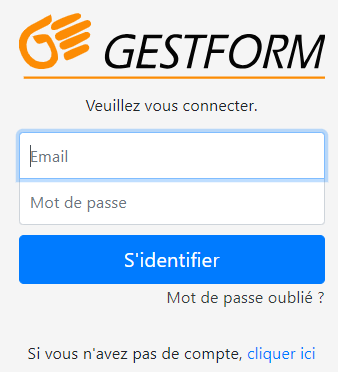 GESTFORM
Veuillez vous connecter.
Email
Mot de passe
S'identifier
Mot de passe oublié ?
Si vous n'avez pas de compte, cliquer ici